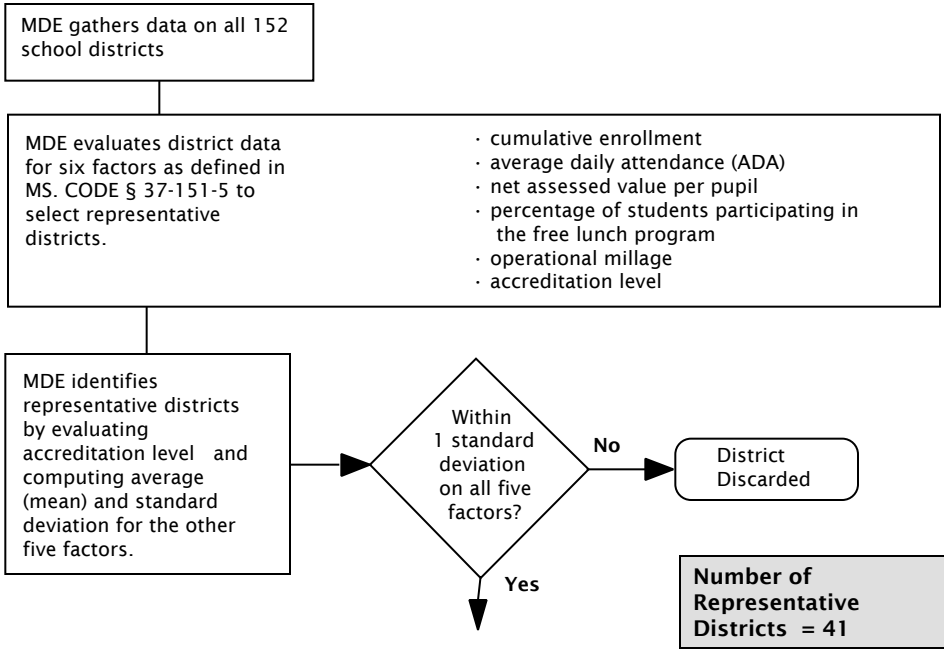 MDE gathers data on all 152
school districts
MDE evaluates district data
for six factors as defined in
MS. CODE § 37-151-5 to
select representative
districts.
· cumulative enrollment
· average daily attendance (ADA)
· net assessed value per pupil
· percentage of students participating in
the free lunch program
· operational millage
· accreditation level
MDE identifies
representative districts
by evaluating
accreditation level and
computing average
(mean) and standard
deviation for the other
five factors.
Within
1 standard
deviation
on all five
factors?
No
District
Discarded
Yes
Number of
Representative
Districts = 41